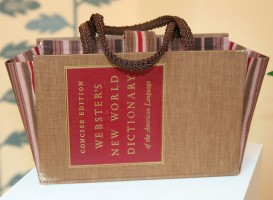 CONCISE EDITION
WEBSTER'S
NEW WORLD
DICTIONARY
of the American Language